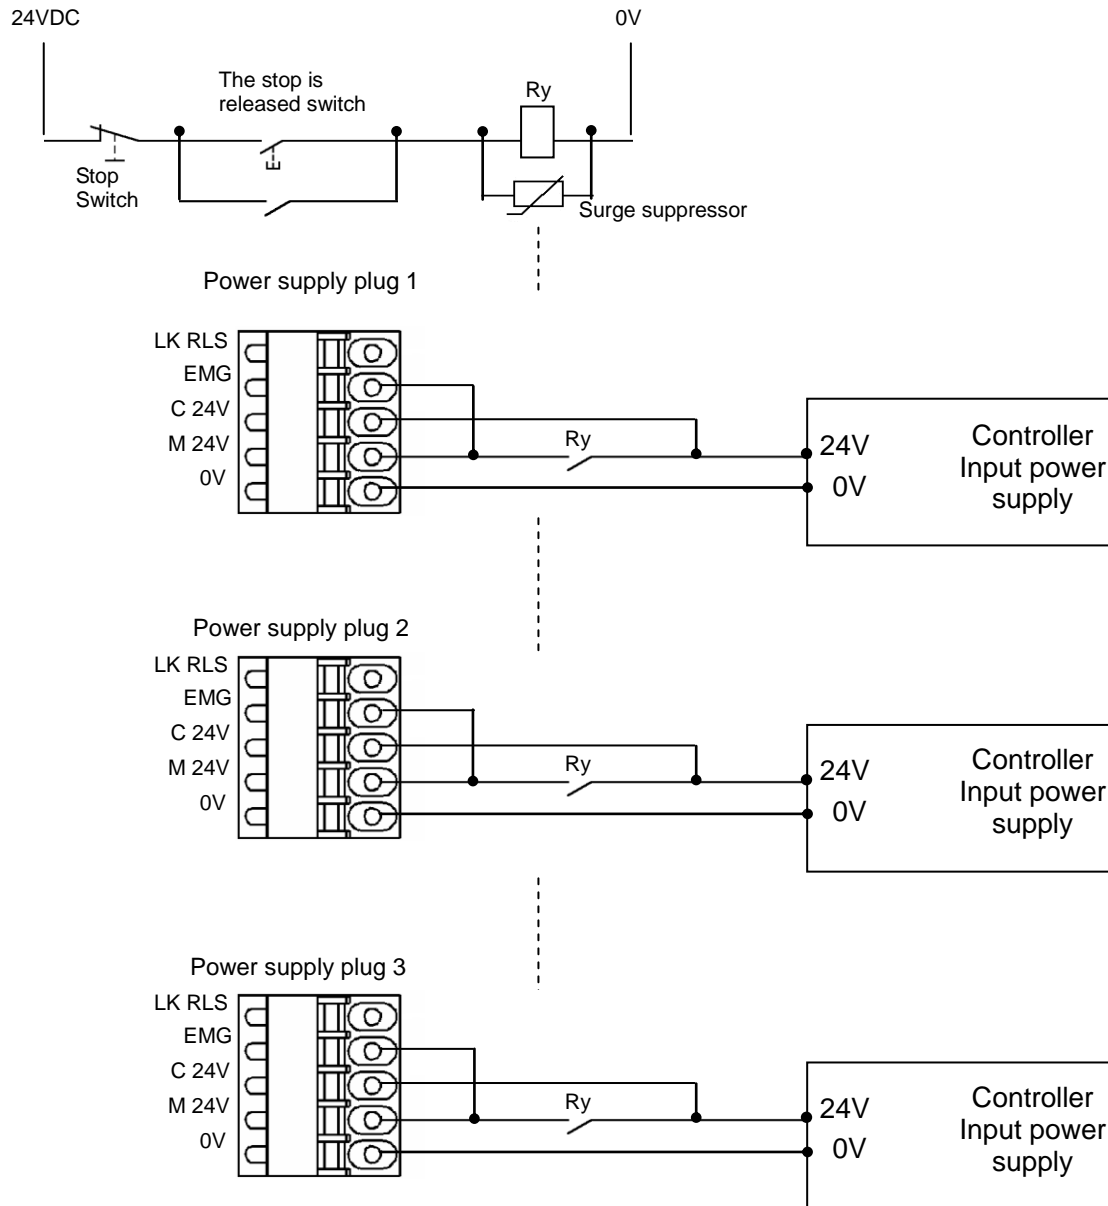 24VDC
0V
The stop is
released switch
Ry
Stop
Switch
Surge suppressor
Power supply plug 1
LK RLS
EMG
C 24V
M 24V
0V
Ry
24V
0V
Controller
Input power
supply
Power supply plug 2
LK RLS
EMG
C 24V
M 24V
0V
Ry
24V
0V
Controller
Input power
supply
Power supply plug 3
LK RLS
EMG
C 24V
M 24V
0V
Ry
24V
0V
Controller
Input power
supply